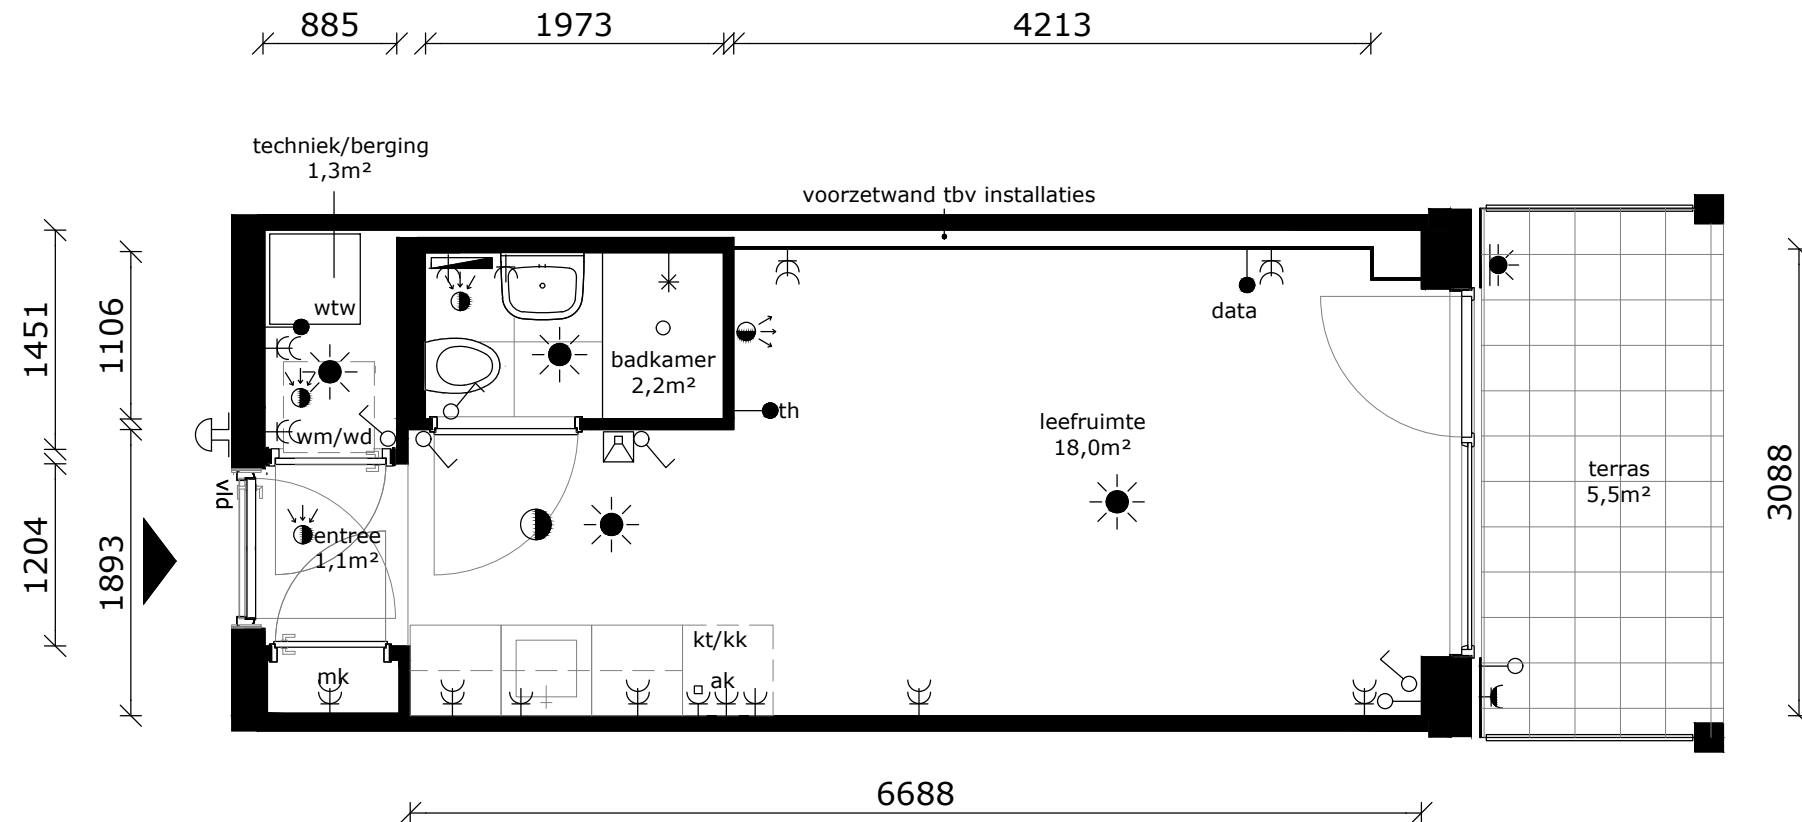 885
1973
4213
techniek/berging
1,3m²
voorzetwand tbv installaties
1451
1106
1204
1893
3088
wtw
wm/wd
vld
entree
1,1m²
mk
badkamer
2,2m²
th
data
leefruimte
18,0m²
terras
5,5m²
kt/kk
ak
6688